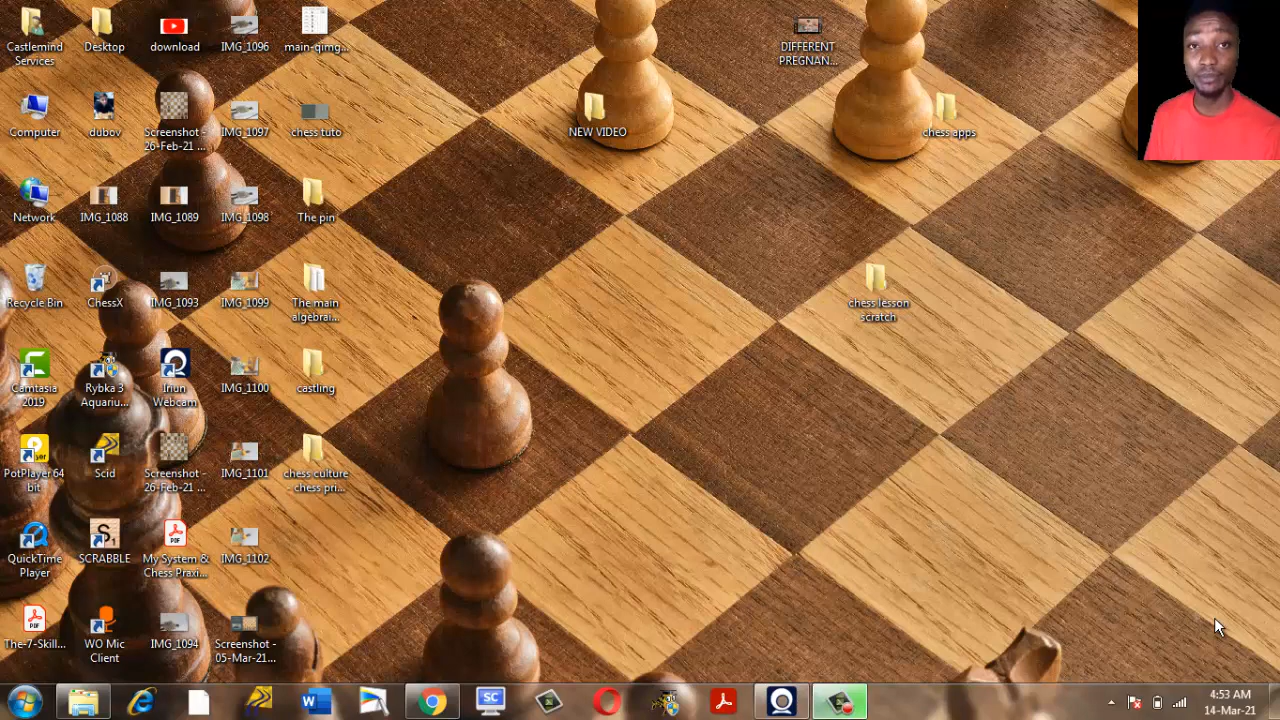 Castlemind
Services
Desktop
download
IMG_1096
main-qimg...
DIFFERENT
PREGNAN...
Computer
dubov
Screenshot -
26-Feb-21 ...
IMG_1097
chess tuto
NEW VIDEO
chess apps
Network
IMG_1088
IMG_1089
IMG_1098
The pin
Recycle Bin
ChessX
IMG_1093
IMG_1099
The main
algebrai...
chess lesson
scratch
Camtasia
2019
Rybka 3
Aquariu...
Iriun
Webcam
IMG_1100
castling
PotPlayer 64
bit
Scid
Screenshot -
26-Feb-21 ...
IMG_1101
chess culture
- chess pri...
QuickTime
Player
SCRABBLE
My System &
Chess Praxi...
IMG_1102
The-7-Skill...
WO Mic
Client
IMG_1094
Screenshot -
05-Mar-21...
4:53 AM
14-Mar-21